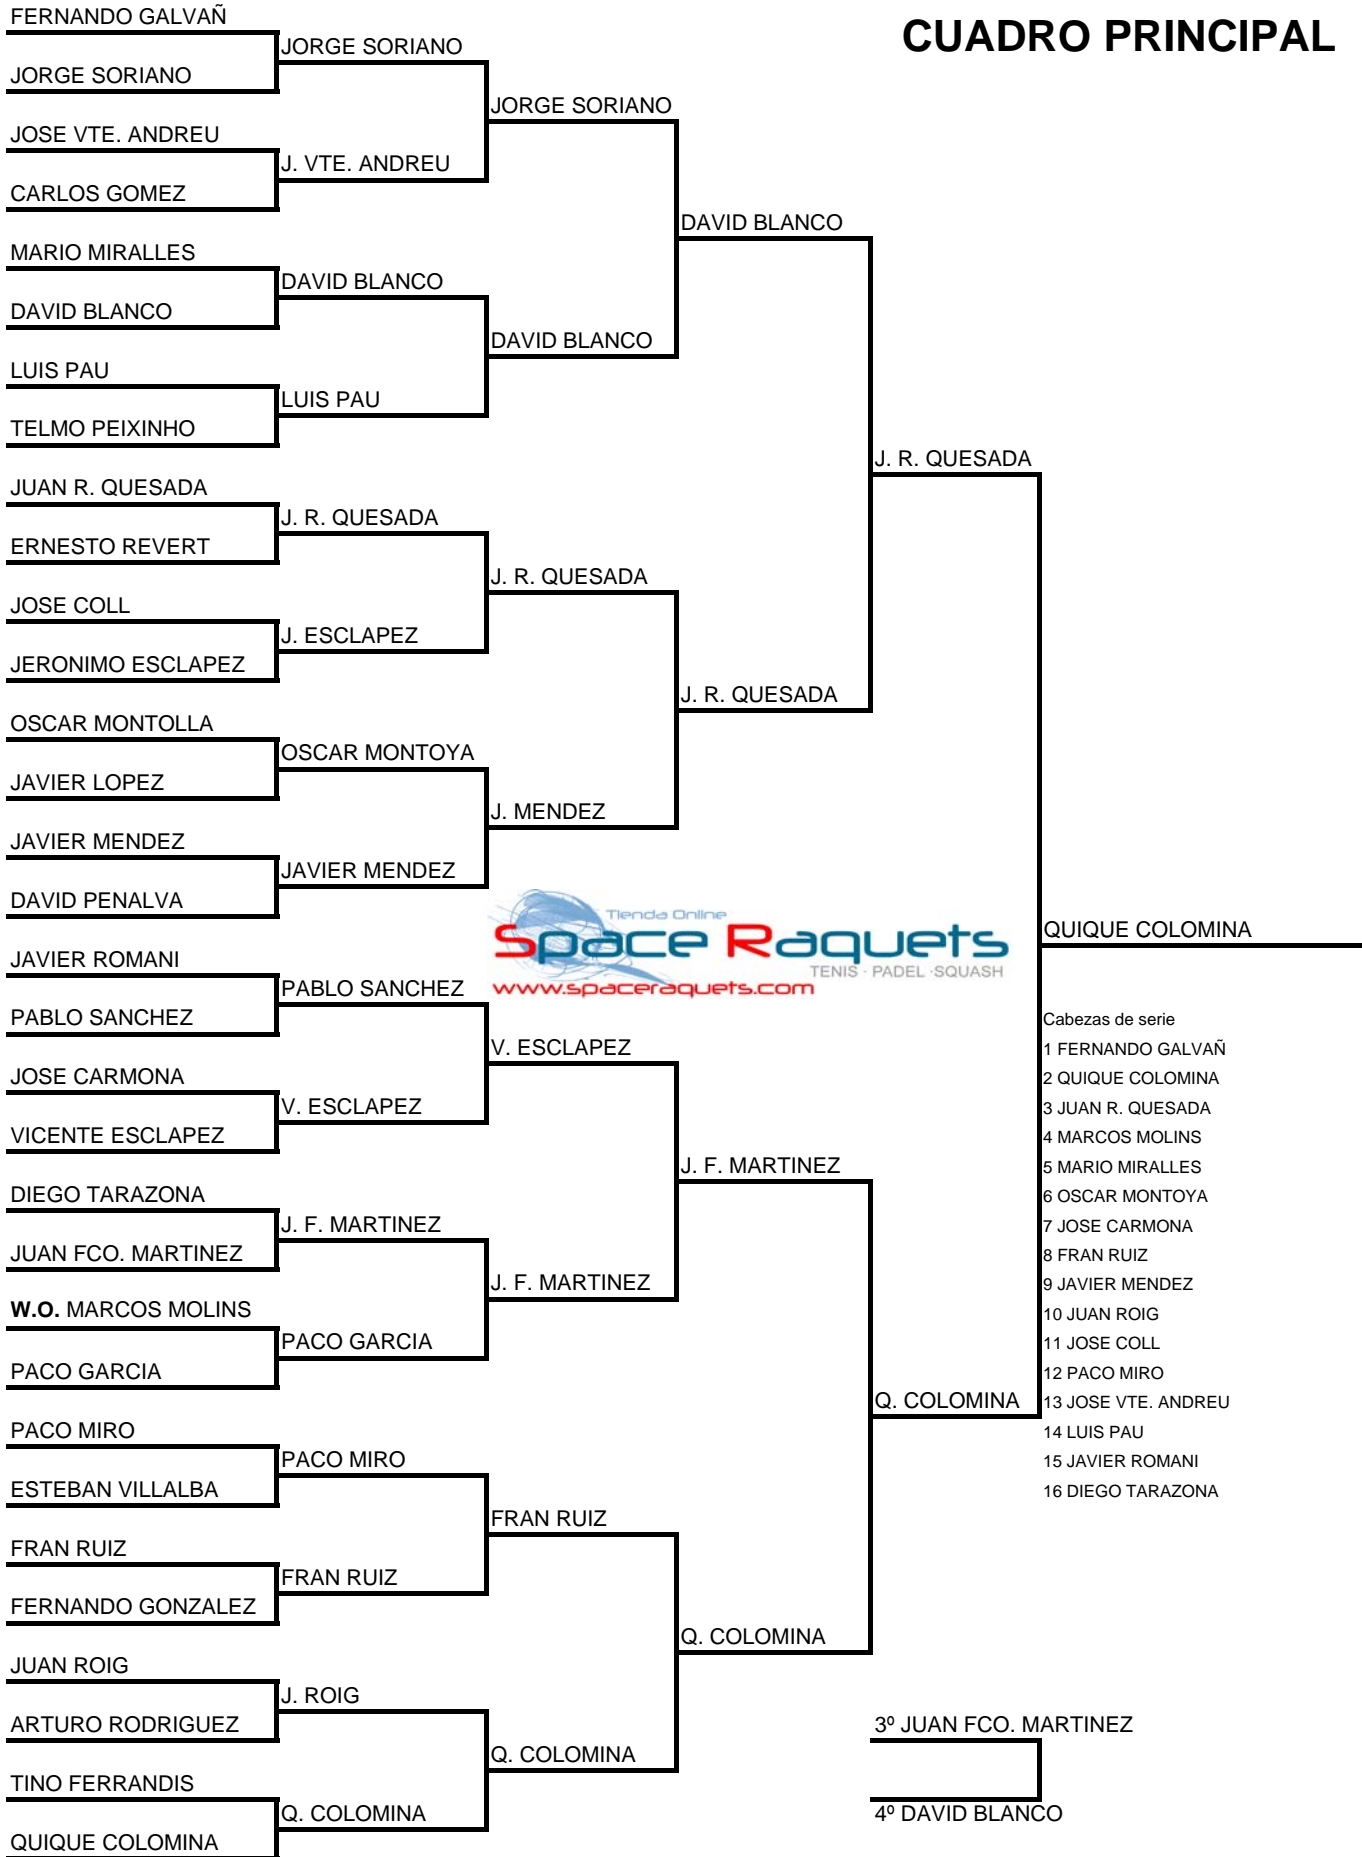 CUADRO PRINCIPAL
FERNANDO GALVAÑ
JORGE SORIANO
JOSE VTE. ANDREU
CARLOS GOMEZ
MARIO MIRALLES
DAVID BLANCO
LUIS PAU
TELMO PEIXINHO
JUAN R. QUESADA
ERNESTO REVERT
JOSE COLL
JERONIMO ESCLAPEZ
OSCAR MONTOLLA
JAVIER LOPEZ
JAVIER MENDEZ
DAVID PENALVA
JAVIER ROMANI
PABLO SANCHEZ
JOSE CARMONA
VICENTE ESCLAPEZ
DIEGO TARAZONA
JUAN FCO. MARTINEZ
W.O. MARCOS MOLINS
PACO GARCIA
PACO MIRO
ESTEBAN VILLALBA
FRAN RUIZ
FERNANDO GONZALEZ
JUAN ROIG
ARTURO RODRIGUEZ
TINO FERRANDIS
QUIQUE COLOMINA
JORGE SORIANO
J. VTE. ANDREU
DAVID BLANCO
LUIS PAU
J. R. QUESADA
J. ESCLAPEZ
OSCAR MONTOYA
JAVIER MENDEZ
PABLO SANCHEZ
V. ESCLAPEZ
J. F. MARTINEZ
PACO GARCIA
PACO MIRO
FRAN RUIZ
J. ROIG
Q. COLOMINA
JORGE SORIANO
DAVID BLANCO
J. R. QUESADA
J. MENDEZ
V. ESCLAPEZ
J. F. MARTINEZ
FRAN RUIZ
Q. COLOMINA
DAVID BLANCO
J. R. QUESADA
J. F. MARTINEZ
Q. COLOMINA
J. R. QUESADA
Q. COLOMINA
QUIQUE COLOMINA
Tienda Online
Space Raquets
TENIS · PADEL · SQUASH
www.spaceraquets.com
Cabezas de serie
1 FERNANDO GALVAÑ
2 QUIQUE COLOMINA
3 JUAN R. QUESADA
4 MARCOS MOLINS
5 MARIO MIRALLES
6 OSCAR MONTOYA
7 JOSE CARMONA
8 FRAN RUIZ
9 JAVIER MENDEZ
10 JUAN ROIG
11 JOSE COLL
12 PACO MIRO
13 JOSE VTE. ANDREU
14 LUIS PAU
15 JAVIER ROMANI
16 DIEGO TARAZONA
3º JUAN FCO. MARTINEZ
4º DAVID BLANCO